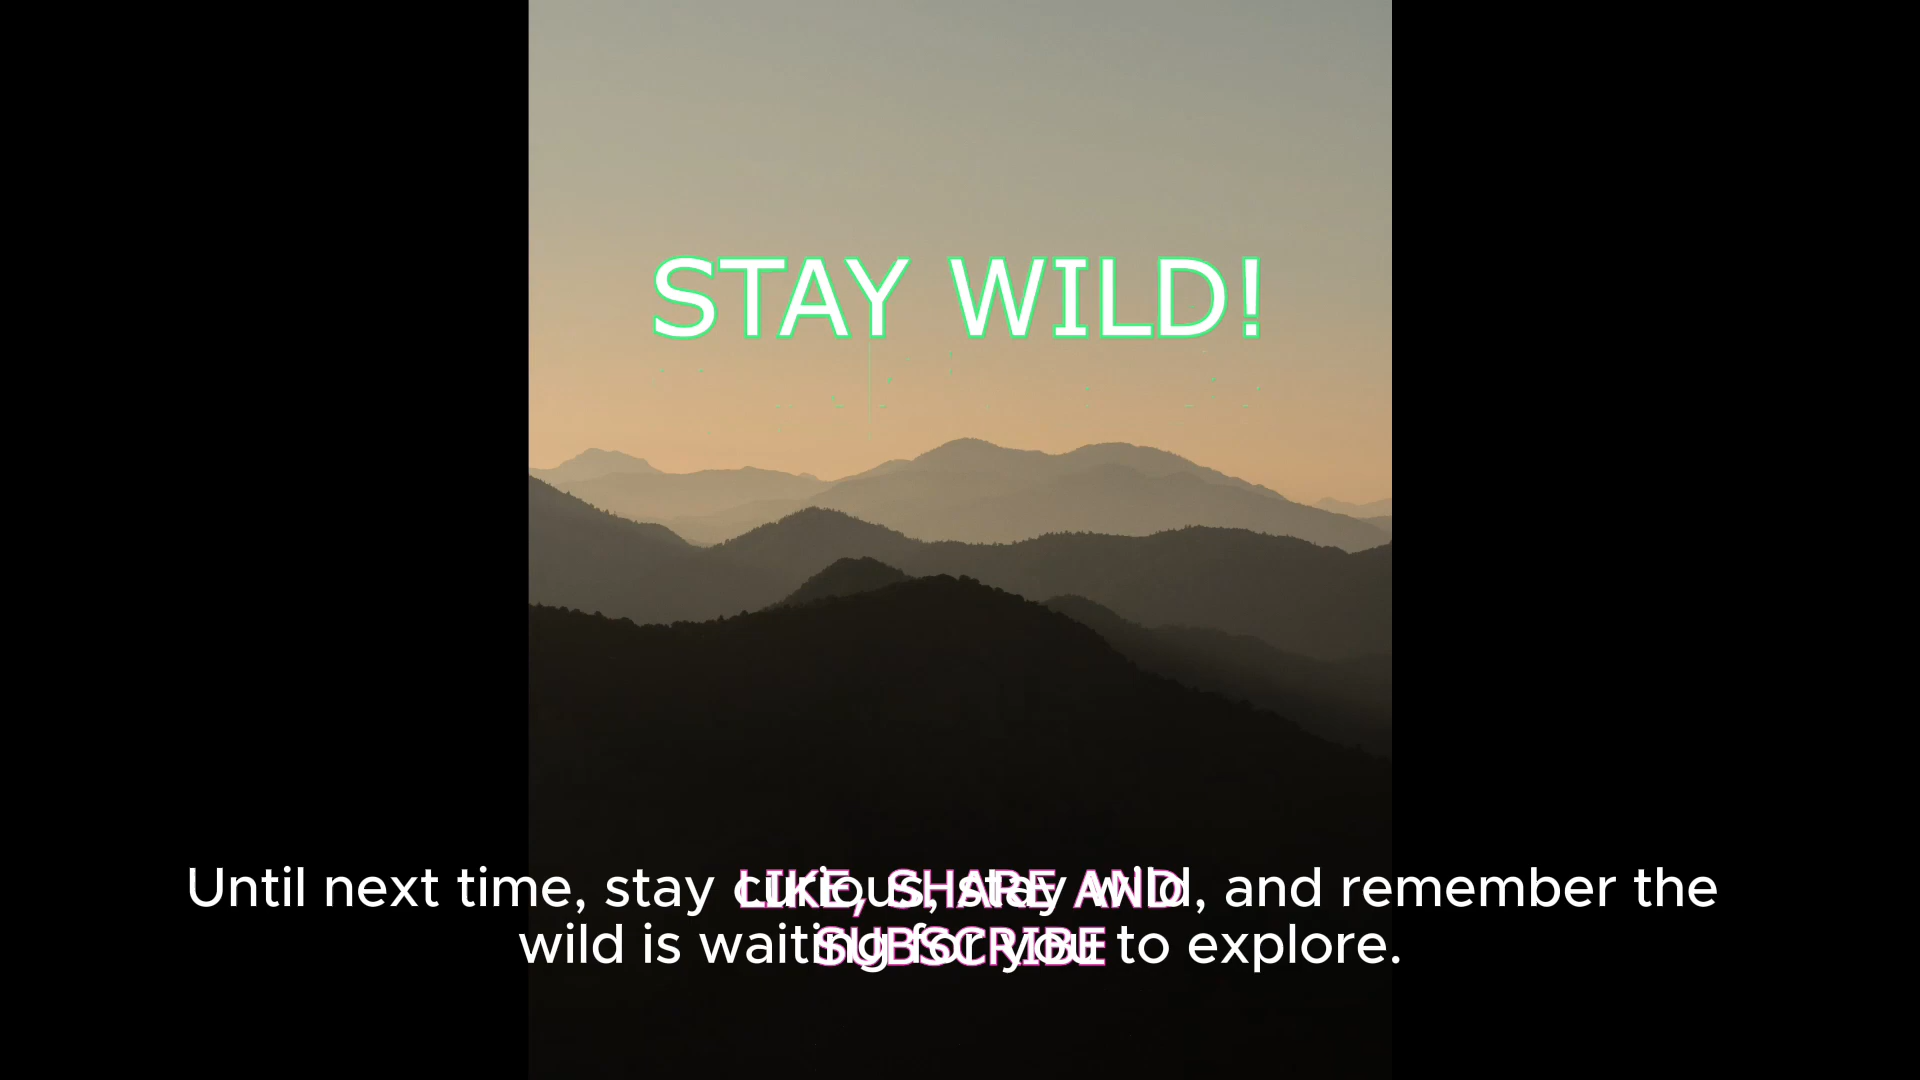 STAY WILD!
Until next time, stay curious, stay wild, and remember the
wild is waiting for you to explore.
LIKE, SHARE AND
SUBSCRIBE